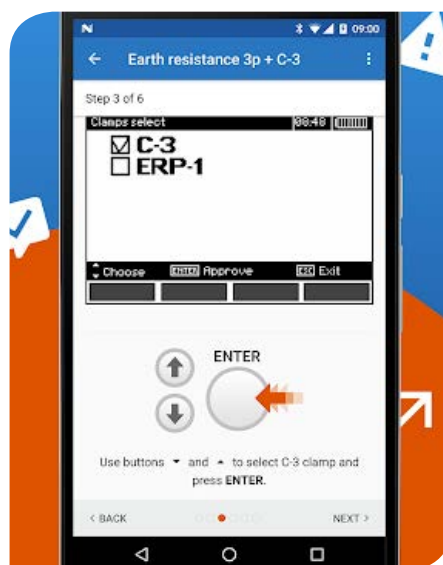 09:00
Earth resistance 3p + C-3
Step 3 of 6
Clamps select 08:48
C-3
ERP-1
Choose ENTER Approve ESC Exit
ENTER
Use buttons ▾ and ▴ to select C-3 clamp and
press ENTER.
< BACK NEXT >